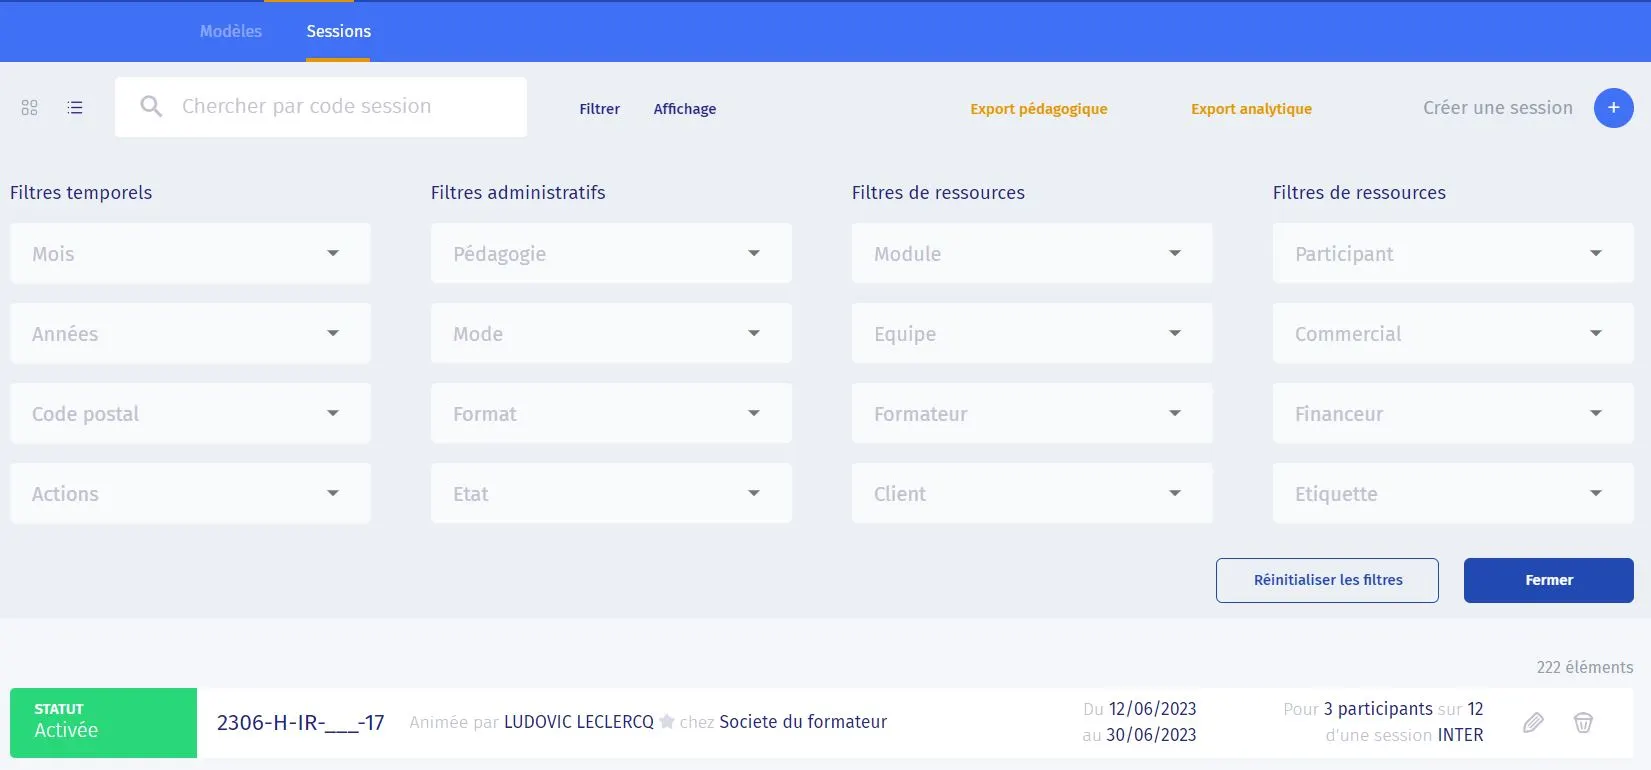 Modèles Sessions
Chercher par code session Filtrer Affichage Export pédagogique Export analytique Créer une session +
Filtres temporels Filtres administratifs Filtres de ressources Filtres de ressources
Mois Pédagogie Module Participant
Années Mode Equipe Commercial
Code postal Format Formateur Financeur
Actions Etat Client Etiquette
Réinitialiser les filtres Fermer
222 éléments
STATUT
Activée
2306-H-IR-___-17 Animée par LUDOVIC LECLERCQ chez Societe du formateur
Du 12/06/2023
au 30/06/2023
Pour 3 participants sur 12
d'une session INTER